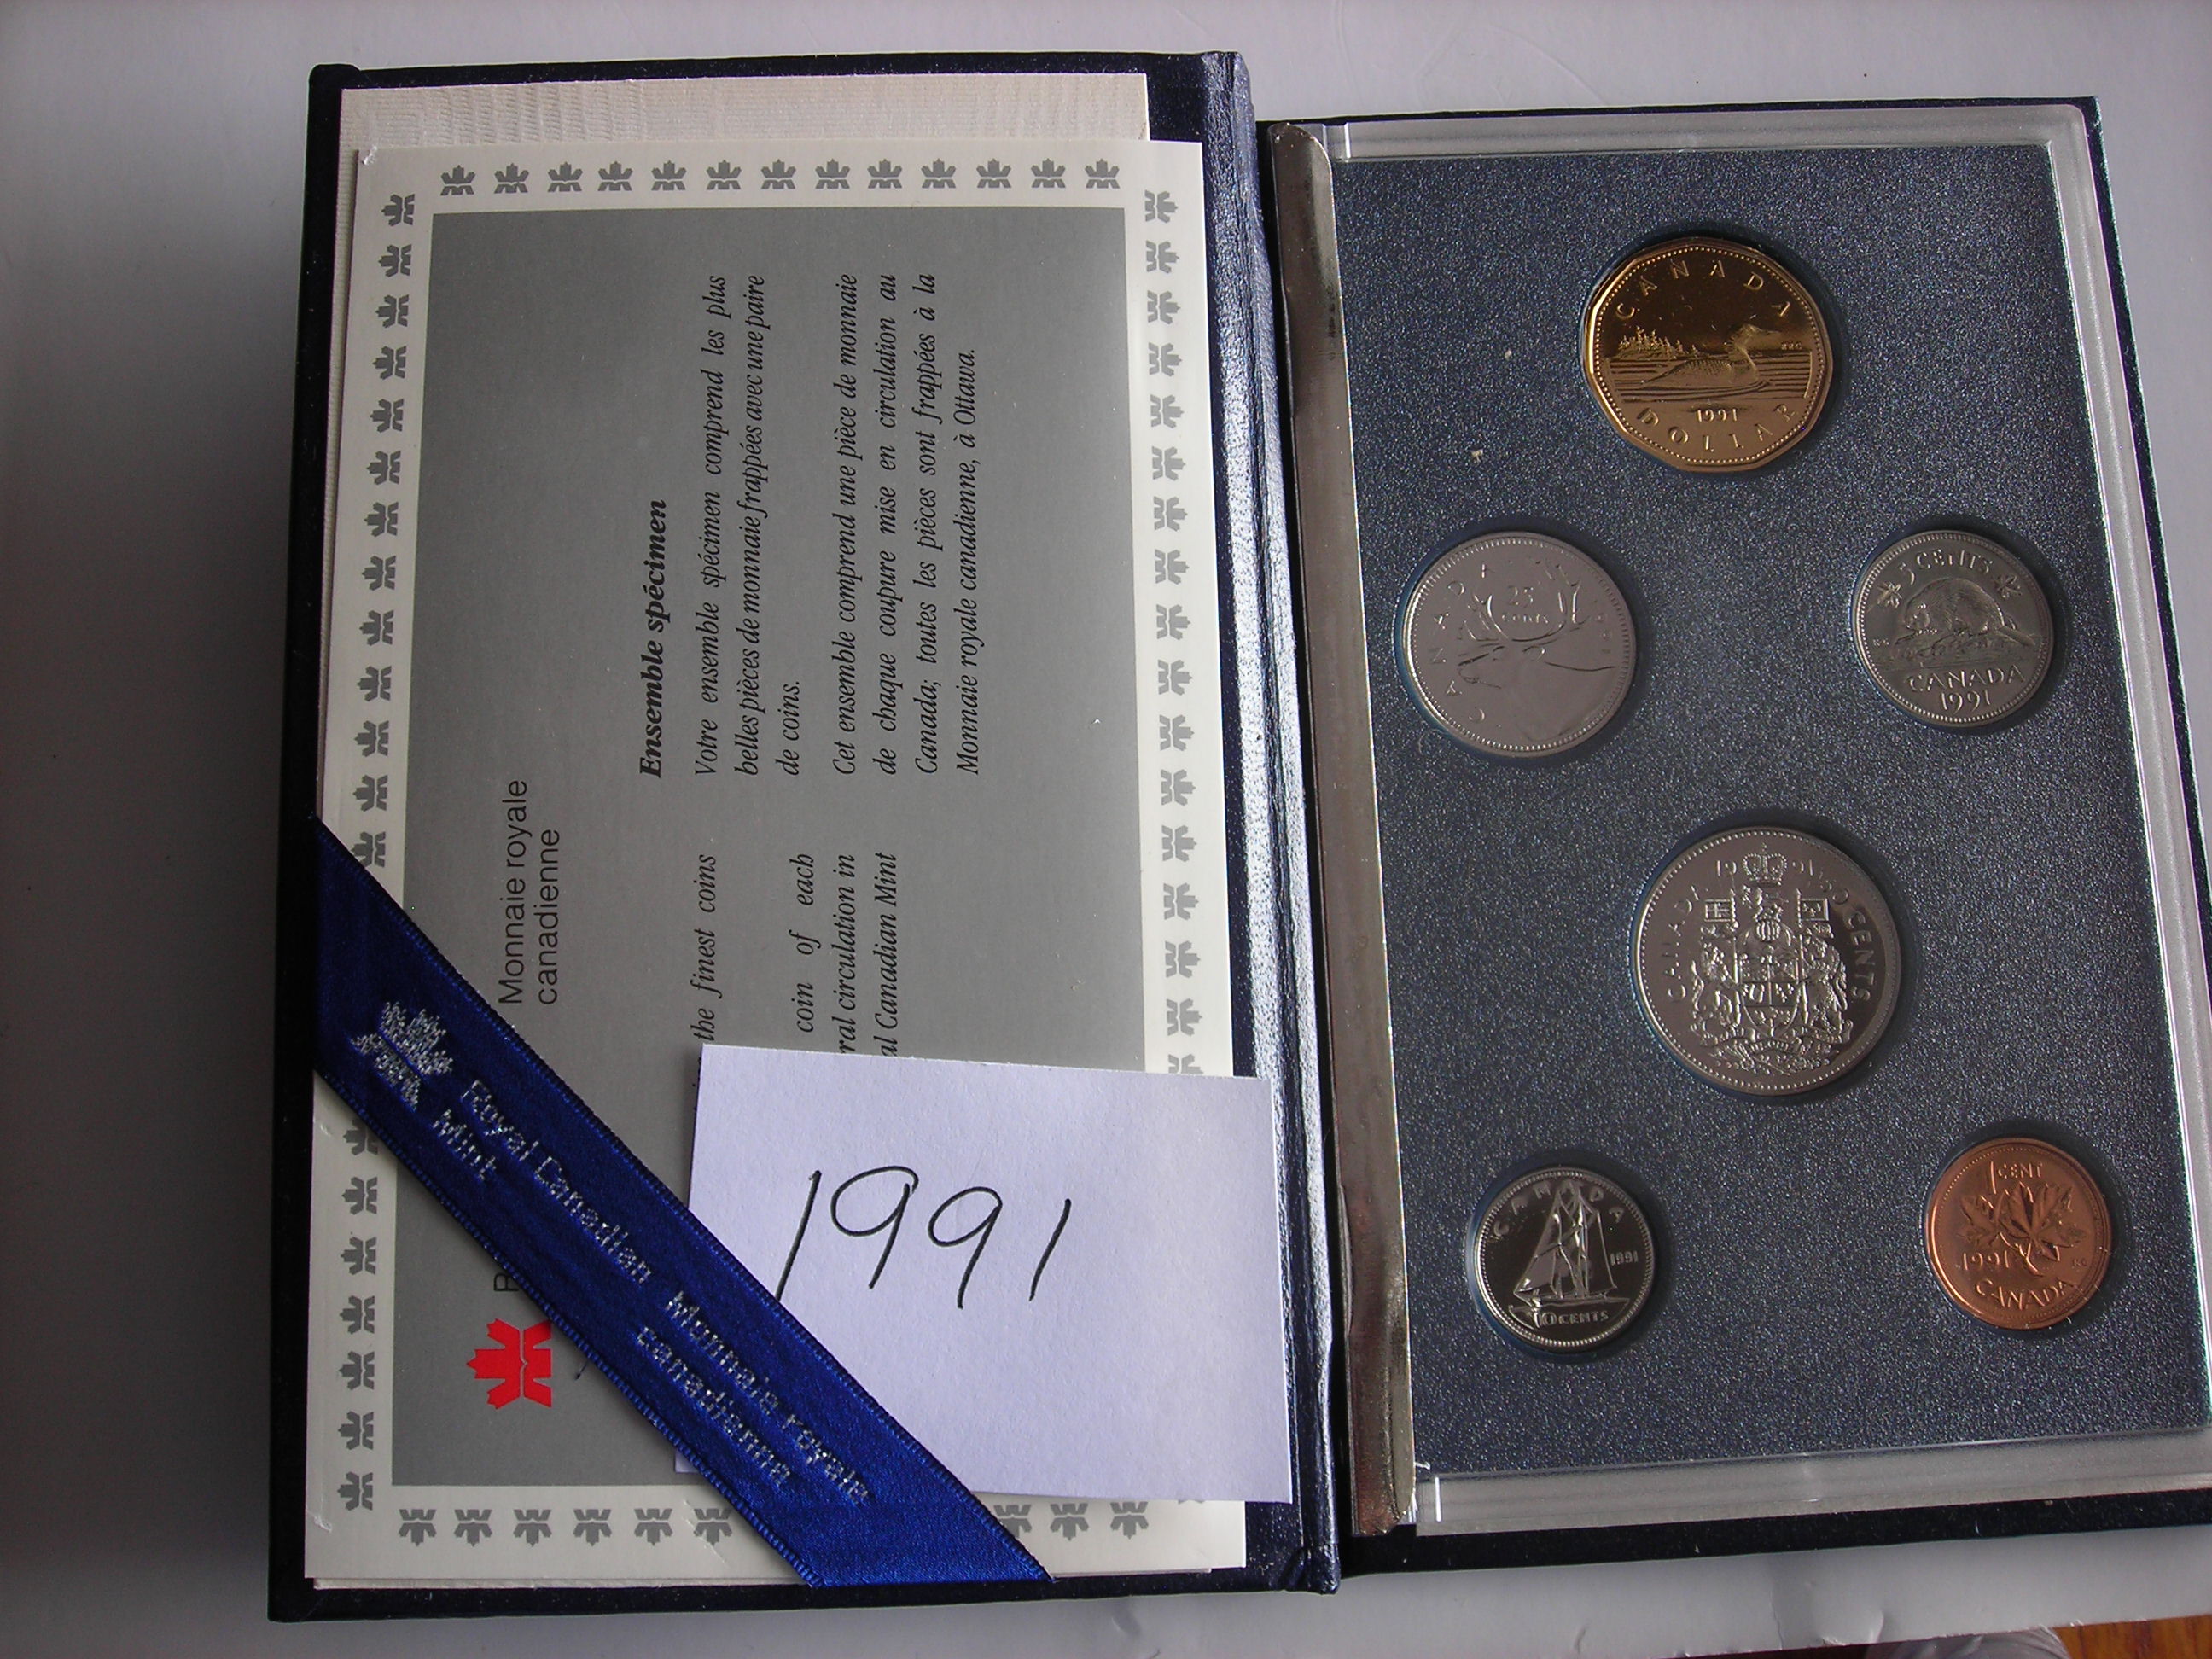 Monnaie royale
canadienne
Ensemble spécimen
Votre ensemble spécimen comprend les plus
belles pièces de monnaie frappées avec une paire
de coins.
Cet ensemble comprend une pièce de monnaie
de chaque coupure mise en circulation au
Canada; toutes les pièces sont frappées à la
Monnaie royale canadienne, à Ottawa.
the finest coins
coin of each
circulation in
Canadian Mint
Royal Canadian
Mint
Monnaie royale
canadienne
1991
CANADA
1991
DOLLAR
CANADA
25
CENTS
5 CENTS
CANADA
1991
1991
CANADA
50 CENTS
CANADA
1991
10 CENTS
1 CENT
1991
CANADA